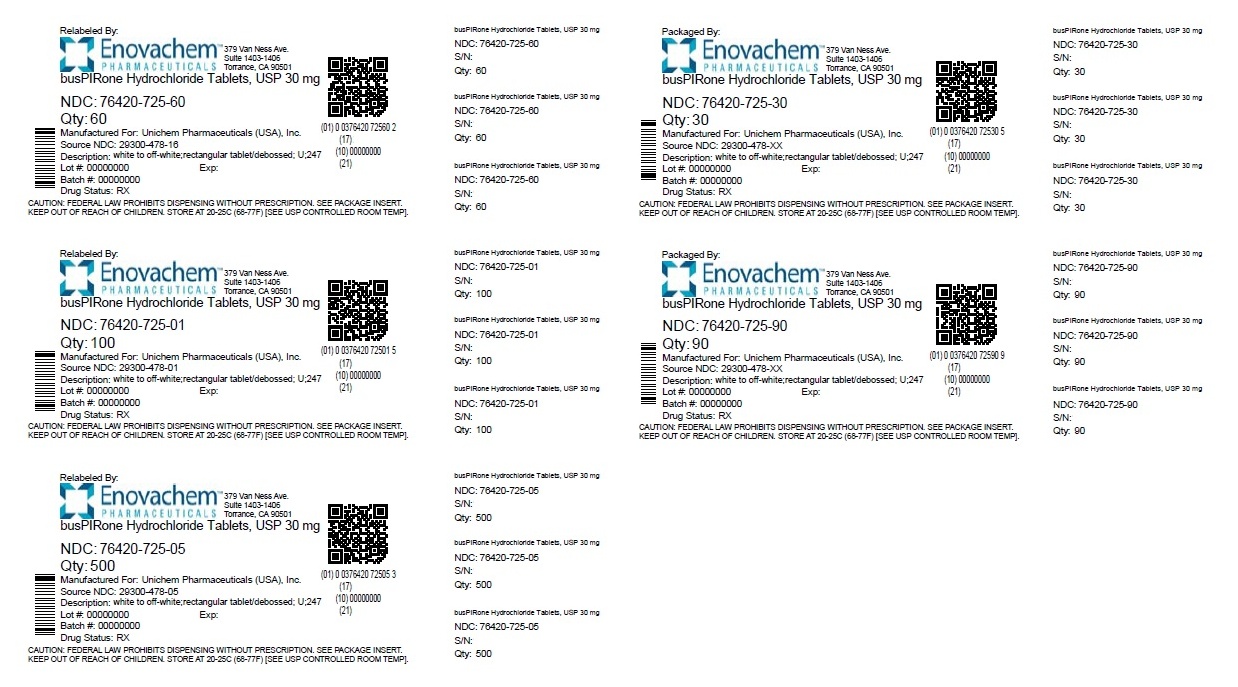 Relabeled By:
Enovachem™
PHARMACEUTICALS
379 Van Ness Ave.
Suite 1403-1406
Torrance, CA 90501
busPIRone Hydrochloride Tablets, USP 30 mg
NDC: 76420-725-60
Qty: 60
Manufactured For: Unichem Pharmaceuticals (USA), Inc.
Source NDC: 29300-478-16
Description: white to off-white;rectangular tablet/debossed; U;247
Lot #: 00000000 Exp:
Batch #: 00000000
Drug Status: RX
(01) 0 0376420 72560 2
(17)
(10) 00000000
(21)
CAUTION: FEDERAL LAW PROHIBITS DISPENSING WITHOUT PRESCRIPTION. SEE PACKAGE INSERT.
KEEP OUT OF REACH OF CHILDREN. STORE AT 20-25C (68-77F) [SEE USP CONTROLLED ROOM TEMP].
busPIRone Hydrochloride Tablets, USP 30 mg
NDC: 76420-725-60
S/N:
Qty: 60
busPIRone Hydrochloride Tablets, USP 30 mg
NDC: 76420-725-60
S/N:
Qty: 60
busPIRone Hydrochloride Tablets, USP 30 mg
NDC: 76420-725-60
S/N:
Qty: 60
Packaged By:
Enovachem™
PHARMACEUTICALS
379 Van Ness Ave.
Suite 1403-1406
Torrance, CA 90501
busPIRone Hydrochloride Tablets, USP 30 mg
NDC: 76420-725-30
Qty: 30
Manufactured For: Unichem Pharmaceuticals (USA), Inc.
Source NDC: 29300-478-XX
Description: white to off-white;rectangular tablet/debossed; U;247
Lot #: 00000000 Exp:
Batch #: 00000000
Drug Status: RX
(01) 0 0376420 72530 5
(17)
(10) 00000000
(21)
CAUTION: FEDERAL LAW PROHIBITS DISPENSING WITHOUT PRESCRIPTION. SEE PACKAGE INSERT.
KEEP OUT OF REACH OF CHILDREN. STORE AT 20-25C (68-77F) [SEE USP CONTROLLED ROOM TEMP].
busPIRone Hydrochloride Tablets, USP 30 mg
NDC: 76420-725-30
S/N:
Qty: 30
busPIRone Hydrochloride Tablets, USP 30 mg
NDC: 76420-725-30
S/N:
Qty: 30
busPIRone Hydrochloride Tablets, USP 30 mg
NDC: 76420-725-30
S/N:
Qty: 30
Relabeled By:
Enovachem™
PHARMACEUTICALS
379 Van Ness Ave.
Suite 1403-1406
Torrance, CA 90501
busPIRone Hydrochloride Tablets, USP 30 mg
NDC: 76420-725-01
Qty: 100
Manufactured For: Unichem Pharmaceuticals (USA), Inc.
Source NDC: 29300-478-01
Description: white to off-white;rectangular tablet/debossed; U;247
Lot #: 00000000 Exp:
Batch #: 00000000
Drug Status: RX
(01) 0 0376420 72501 5
(17)
(10) 00000000
(21)
CAUTION: FEDERAL LAW PROHIBITS DISPENSING WITHOUT PRESCRIPTION. SEE PACKAGE INSERT.
KEEP OUT OF REACH OF CHILDREN. STORE AT 20-25C (68-77F) [SEE USP CONTROLLED ROOM TEMP].
busPIRone Hydrochloride Tablets, USP 30 mg
NDC: 76420-725-01
S/N:
Qty: 100
busPIRone Hydrochloride Tablets, USP 30 mg
NDC: 76420-725-01
S/N:
Qty: 100
busPIRone Hydrochloride Tablets, USP 30 mg
NDC: 76420-725-01
S/N:
Qty: 100
Packaged By:
Enovachem™
PHARMACEUTICALS
379 Van Ness Ave.
Suite 1403-1406
Torrance, CA 90501
busPIRone Hydrochloride Tablets, USP 30 mg
NDC: 76420-725-90
Qty: 90
Manufactured For: Unichem Pharmaceuticals (USA), Inc.
Source NDC: 29300-478-XX
Description: white to off-white;rectangular tablet/debossed; U;247
Lot #: 00000000 Exp:
Batch #: 00000000
Drug Status: RX
(01) 0 0376420 72590 9
(17)
(10) 00000000
(21)
CAUTION: FEDERAL LAW PROHIBITS DISPENSING WITHOUT PRESCRIPTION. SEE PACKAGE INSERT.
KEEP OUT OF REACH OF CHILDREN. STORE AT 20-25C (68-77F) [SEE USP CONTROLLED ROOM TEMP].
busPIRone Hydrochloride Tablets, USP 30 mg
NDC: 76420-725-90
S/N:
Qty: 90
busPIRone Hydrochloride Tablets, USP 30 mg
NDC: 76420-725-90
S/N:
Qty: 90
busPIRone Hydrochloride Tablets, USP 30 mg
NDC: 76420-725-90
S/N:
Qty: 90
Relabeled By:
Enovachem™
PHARMACEUTICALS
379 Van Ness Ave.
Suite 1403-1406
Torrance, CA 90501
busPIRone Hydrochloride Tablets, USP 30 mg
NDC: 76420-725-05
Qty: 500
Manufactured For: Unichem Pharmaceuticals (USA), Inc.
Source NDC: 29300-478-05
Description: white to off-white;rectangular tablet/debossed; U;247
Lot #: 00000000 Exp:
Batch #: 00000000
Drug Status: RX
(01) 0 0376420 72505 3
(17)
(10) 00000000
(21)
CAUTION: FEDERAL LAW PROHIBITS DISPENSING WITHOUT PRESCRIPTION. SEE PACKAGE INSERT.
KEEP OUT OF REACH OF CHILDREN. STORE AT 20-25C (68-77F) [SEE USP CONTROLLED ROOM TEMP].
busPIRone Hydrochloride Tablets, USP 30 mg
NDC: 76420-725-05
S/N:
Qty: 500
busPIRone Hydrochloride Tablets, USP 30 mg
NDC: 76420-725-05
S/N:
Qty: 500
busPIRone Hydrochloride Tablets, USP 30 mg
NDC: 76420-725-05
S/N:
Qty: 500